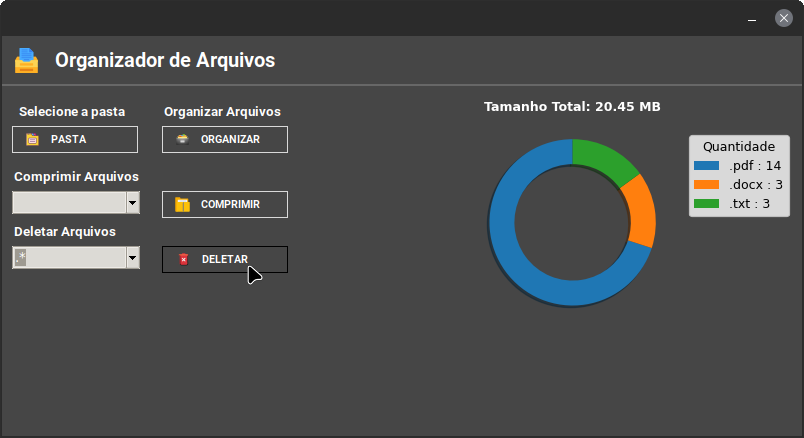 Organizador de Arquivos
Selecione a pasta
Organizar Arquivos
PASTA
ORGANIZAR
Comprimir Arquivos
COMPRIMIR
Deletar Arquivos
.*
DELETAR
Tamanho Total: 20.45 MB
Quantidade
.pdf : 14
.docx : 3
.txt : 3